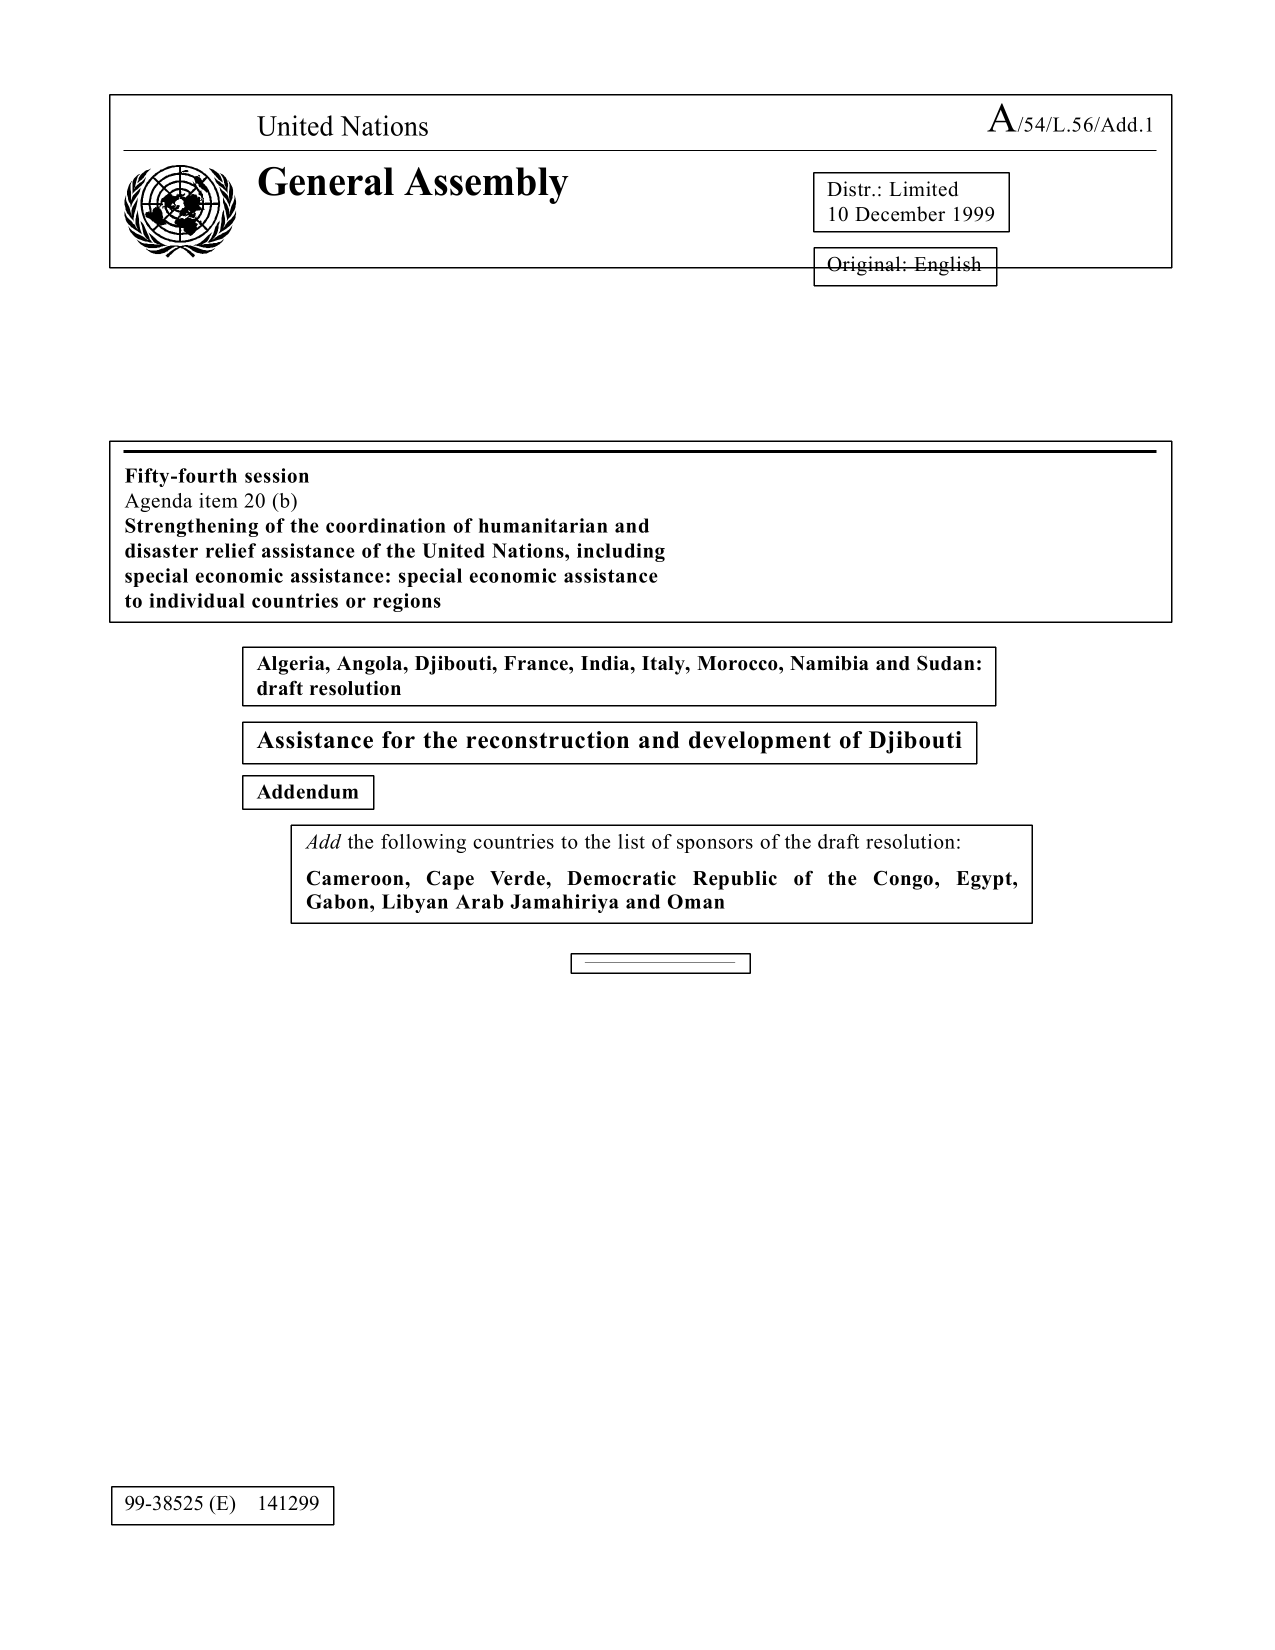 United Nations
A/54/L.56/Add.1
General Assembly
Distr.: Limited
10 December 1999
Original: English
Fifty-fourth session
Agenda item 20 (b)
Strengthening of the coordination of humanitarian and
disaster relief assistance of the United Nations, including
special economic assistance: special economic assistance
to individual countries or regions
Algeria, Angola, Djibouti, France, India, Italy, Morocco, Namibia and Sudan:
draft resolution
Assistance for the reconstruction and development of Djibouti
Addendum
Add the following countries to the list of sponsors of the draft resolution:
Cameroon, Cape Verde, Democratic Republic of the Congo, Egypt,
Gabon, Libyan Arab Jamahiriya and Oman
99-38525 (E) 141299